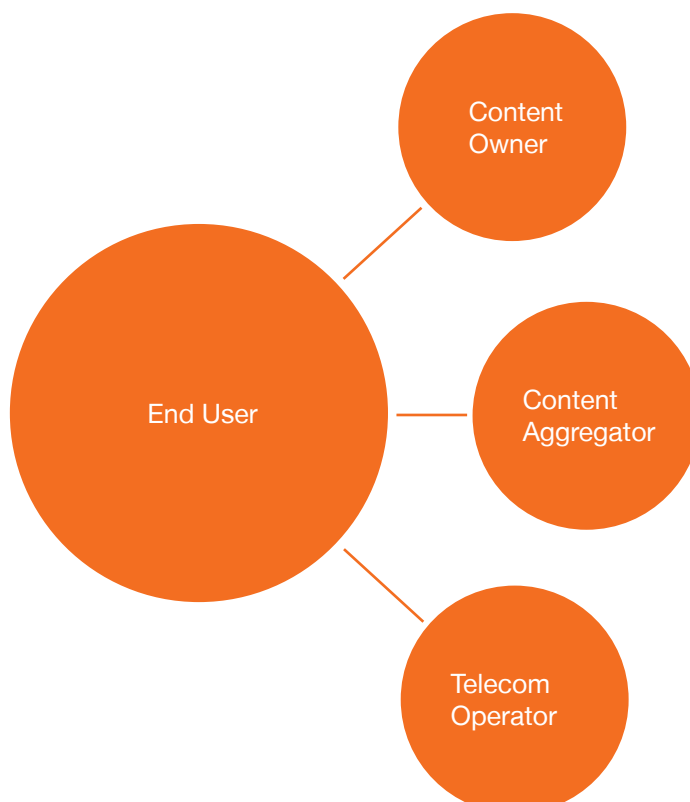 Content
Owner
End User
Content
Aggregator
Telecom
Operator